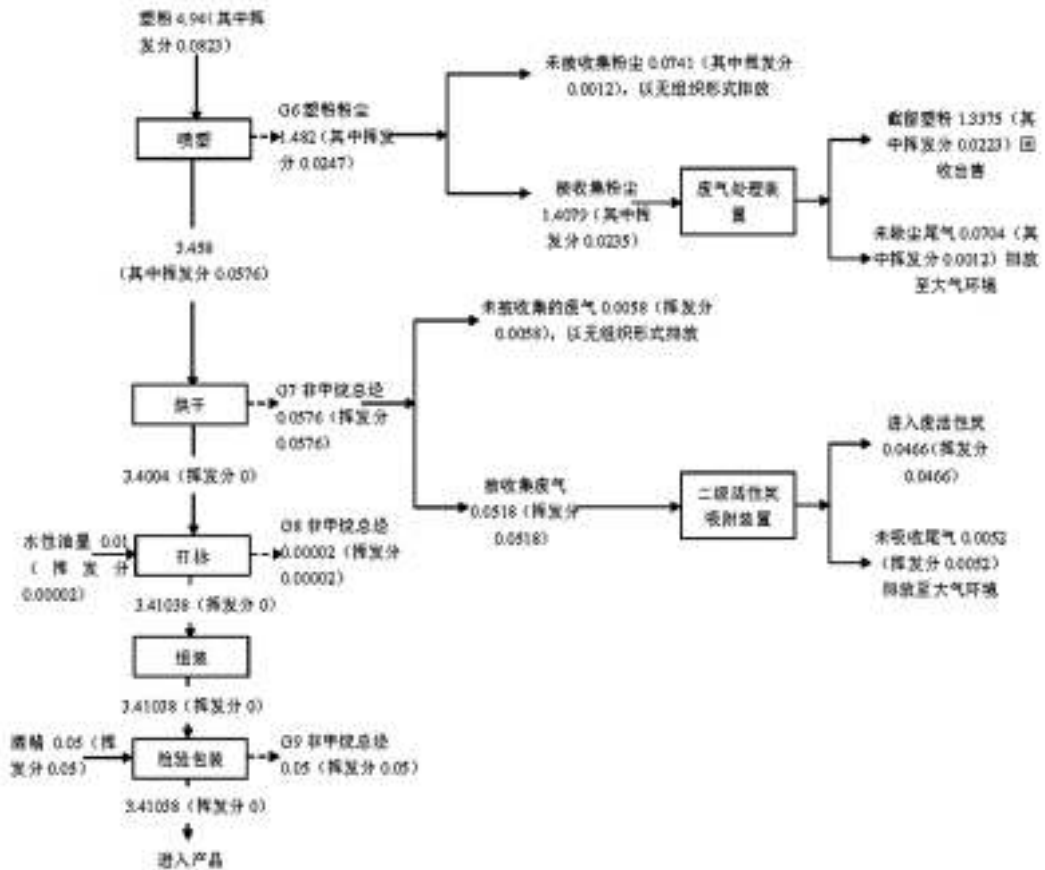 塑粉 4.94(其中挥
发分 0.0823)
喷塑
G6 塑粉粉尘
1.482（其中挥发
分 0.0247)
未被收集粉尘 0.0741（其中挥发分
0.0012），以无组织形式排放
被收集粉尘
1.4079（其中挥
发分 0.0235)
废气处理装
置
截留塑粉 1.3375（其
中挥发分 0.0223）回
收出售
未除尘尾气 0.0704（其
中挥发分 0.0012）排放
至大气环境
3.458
（其中挥发分 0.0576）
烘干
G7 非甲烷总烃
0.0576（挥发分
0.0576)
未被收集的废气 0.0058（挥发分
0.0058），以无组织形式排放
被收集废气
0.0518（挥发分
0.0518)
二级活性炭
吸附装置
进入废活性炭
0.0466(挥发分
0.0466)
未吸收尾气 0.0052
（挥发分 0.0052）
排放至大气环境
3.4004（挥发分 0)
水性油墨 0.01
（挥发分
0.00002)
G8 非甲烷总烃
0.00002（挥发分
0.00002)
3.41038（挥发分 0)
组装
3.41038（挥发分 0)
酒精 0.05（挥
发分 0.05)
检验包装
G9 非甲烷总烃
0.05（挥发分 0.05)
3.41038（挥发分 0)
进入产品